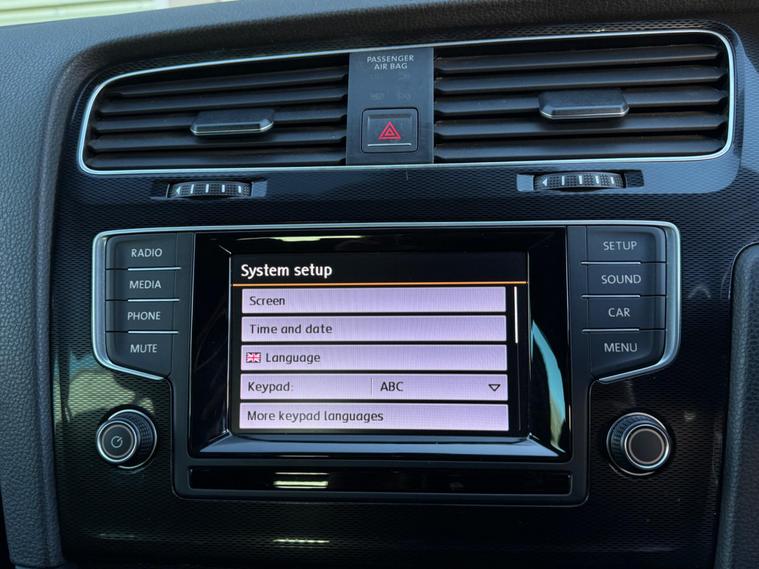 PASSENGER
AIR BAG
RADIO
MEDIA
PHONE
MUTE
System setup
Screen
Time and date
Language
Keypad: ABC
More keypad languages
SETUP
SOUND
CAR
MENU